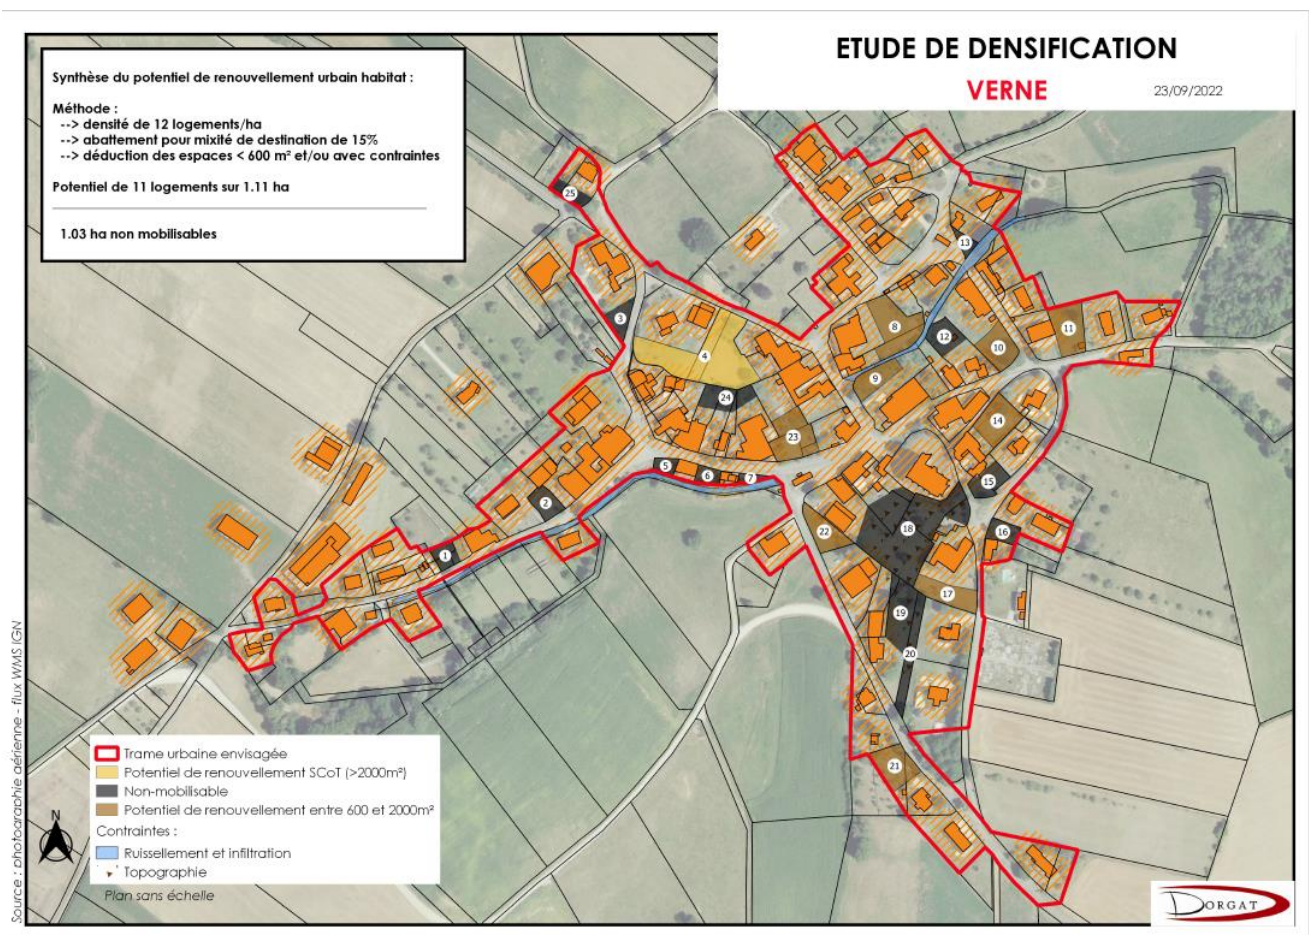 ETUDE DE DENSIFICATION
VERNE
23/09/2022
Synthèse du potentiel de renouvellement urbain habitat :
Méthode :
--> densité de 12 logements/ha
--> abattement pour mixité de destination de 15%
--> déduction des espaces < 600 m² et/ou avec contraintes
Potentiel de 11 logements sur 1.11 ha
1.03 ha non mobilisables
25
13
3
8
11
12
10
4
9
24
14
23
5
6
7
15
2
18
22
16
1
17
19
20
21
Trame urbaine envisagée
Potentiel de renouvellement SCoT (>2000m²)
Non-mobilisable
Potentiel de renouvellement entre 600 et 2000m²
Contraintes :
Ruissellement et infiltration
Topographie
Plan sans échelle
N
Source : photographie aérienne - flux WMS IGN
DORGAT